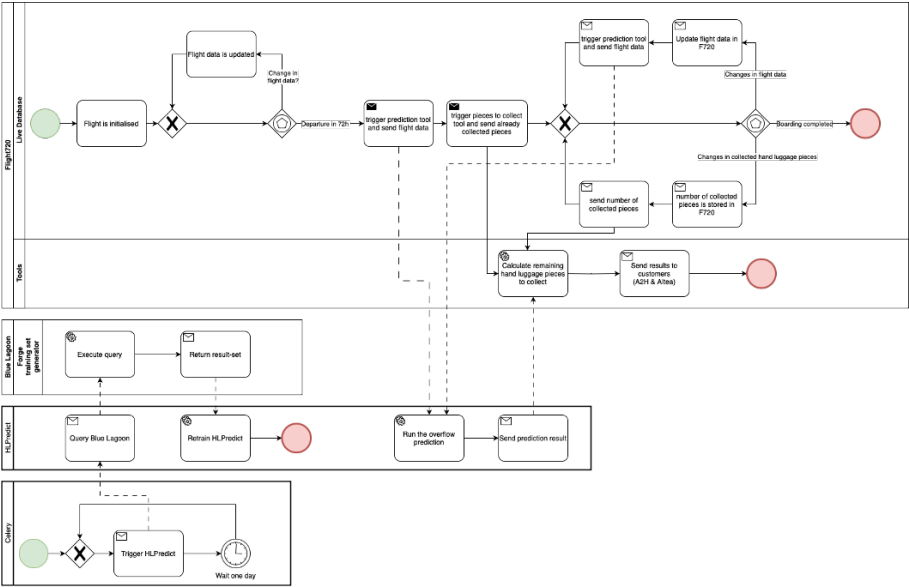 Flight720
Live Database
Flight is initialised
Flight data is updated
Change in
flight data?
Departure in 72h
trigger prediction tool
and send flight data
trigger pieces to collect
tool and send already
collected pieces
trigger prediction tool
and send flight data
Update flight data in
F720
Changes in flight data
Boarding completed
Changes in collected hand luggage pieces
send number of
collected pieces
number of collected
pieces is stored in
F720
Tools
Calculate remaining
hand luggage pieces
to collect
Send results to
customers
(A2H & Altea)
Blue Lagoon
Forge
training set
generator
Execute query
Return result-set
HLPredict
Query Blue Lagoon
Retrain HLPredict
Run the overflow
prediction
Send prediction result
Celery
Trigger HLPredict
Wait one day